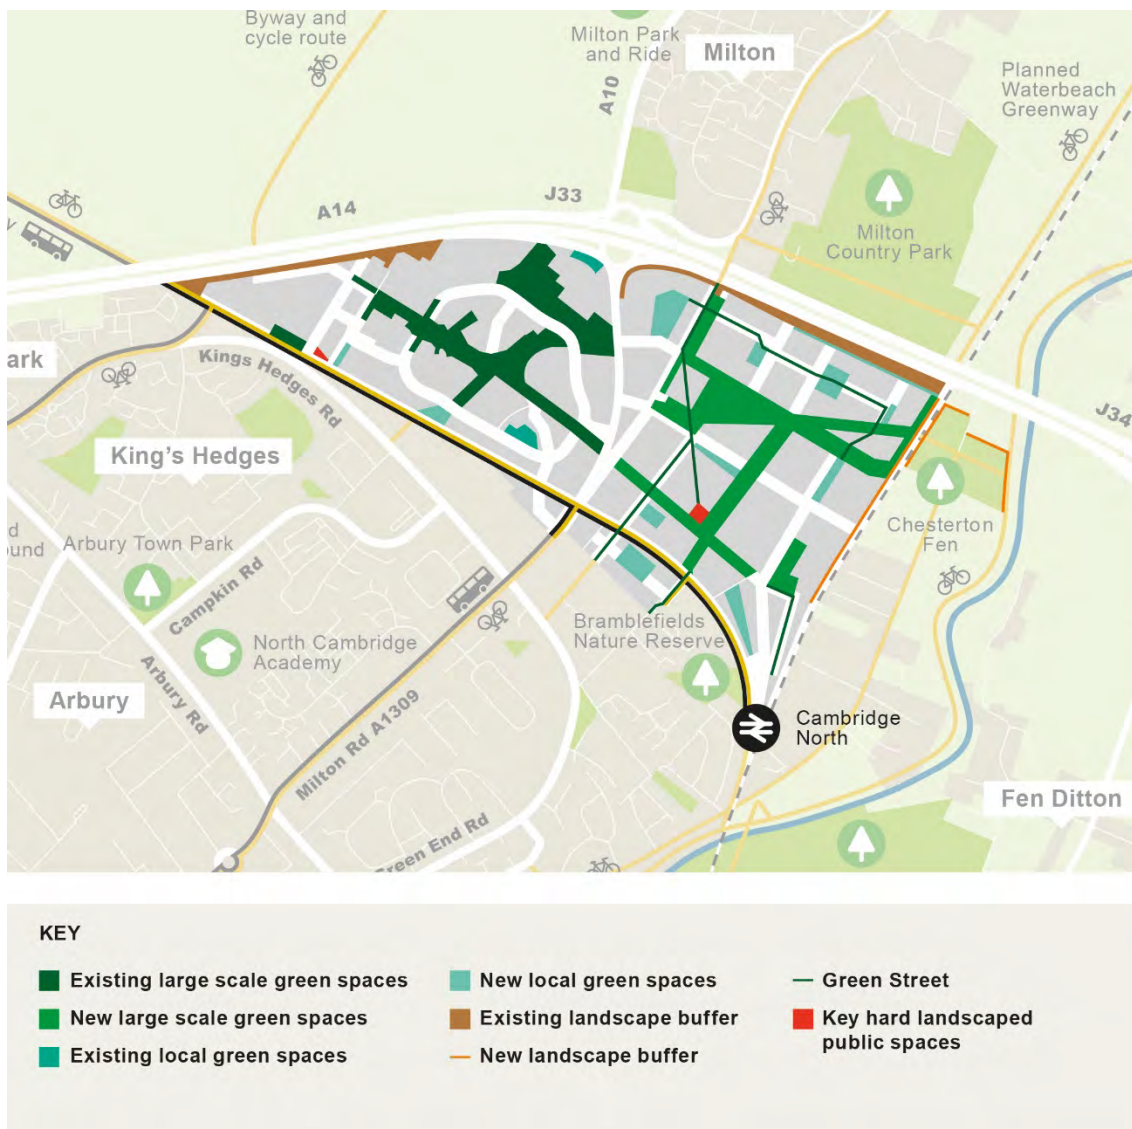 Byway and
cycle route
Milton Park
and Ride
Milton
Planned
Waterbeach
Greenway
A10
J33
A14
Milton
Country Park
y
ark
Kings Hedges Rd
J34
King's Hedges
Chesterton
Fen
d
ound
Arbury Town Park
Campkin Rd
Bramblefields
Nature Reserve
North Cambridge
Academy
Arbury
Arbury Rd
Milton Rd A1309
Cambridge
North
Fen Ditton
Green End Rd
KEY
Existing large scale green spaces
New large scale green spaces
Existing local green spaces
New local green spaces
Existing landscape buffer
New landscape buffer
Green Street
Key hard landscaped
public spaces